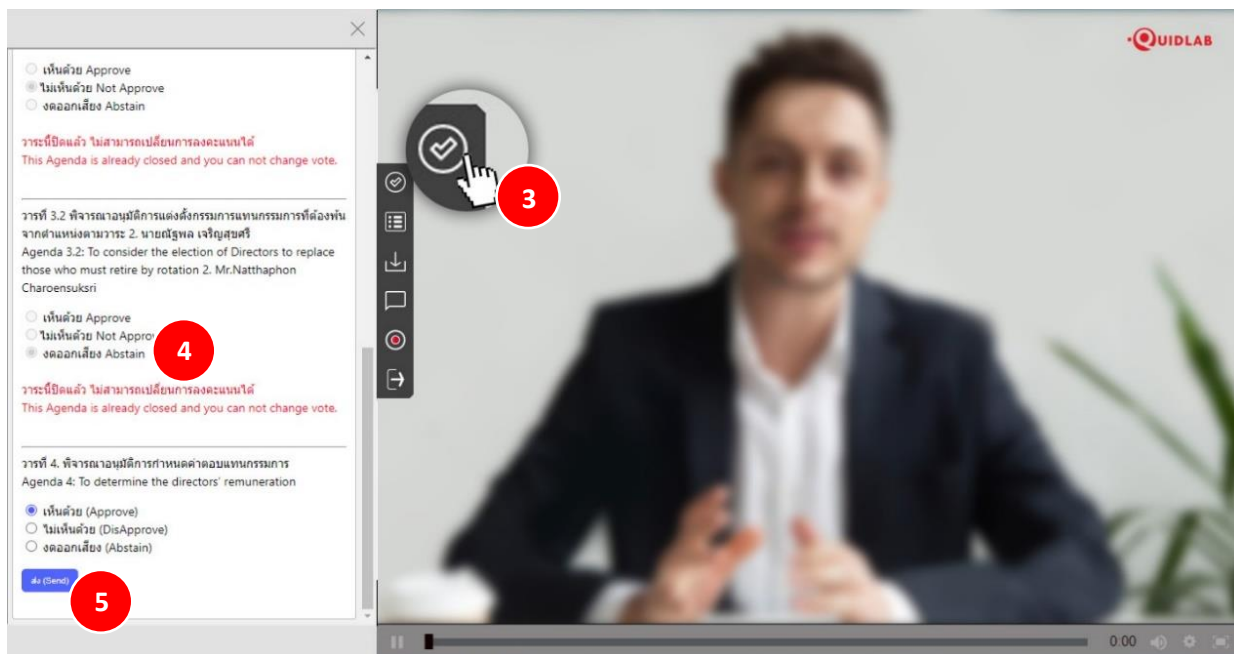 เห็นด้วย Approve
ไม่เห็นด้วย Not Approve
งดออกเสียง Abstain
วาระนี้ปิดแล้ว ไม่สามารถเปลี่ยนการลงคะแนนได้
This Agenda is already closed and you can not change vote.
วารที่ 3.2 พิจารณาอนุมัติการแต่งตั้งกรรมการแทนกรรมการที่ต้องพ้น
จากตำแหน่งตามวาระ 2. นายณัฐพล เจริญสุขศรี
Agenda 3.2: To consider the election of Directors to replace
those who must retire by rotation 2. Mr.Natthaphon
Charoensuksri
เห็นด้วย Approve
ไม่เห็นด้วย Not Appro
งดออกเสียง Abstain
4
วาระนี้ปิดแล้ว ไม่สามารถเปลี่ยนการลงคะแนนได้
This Agenda is already closed and you can not change vote.
วารที่ 4. พิจารณาอนุมัติการกำหนดค่าตอบแทนกรรมการ
Agenda 4: To determine the directors' remuneration
เห็นด้วย (Approve)
ไม่เห็นด้วย (DisApprove)
งดออกเสียง (Abstain)
ส่ง (Send)
5
QUIDLAB
3
0:00